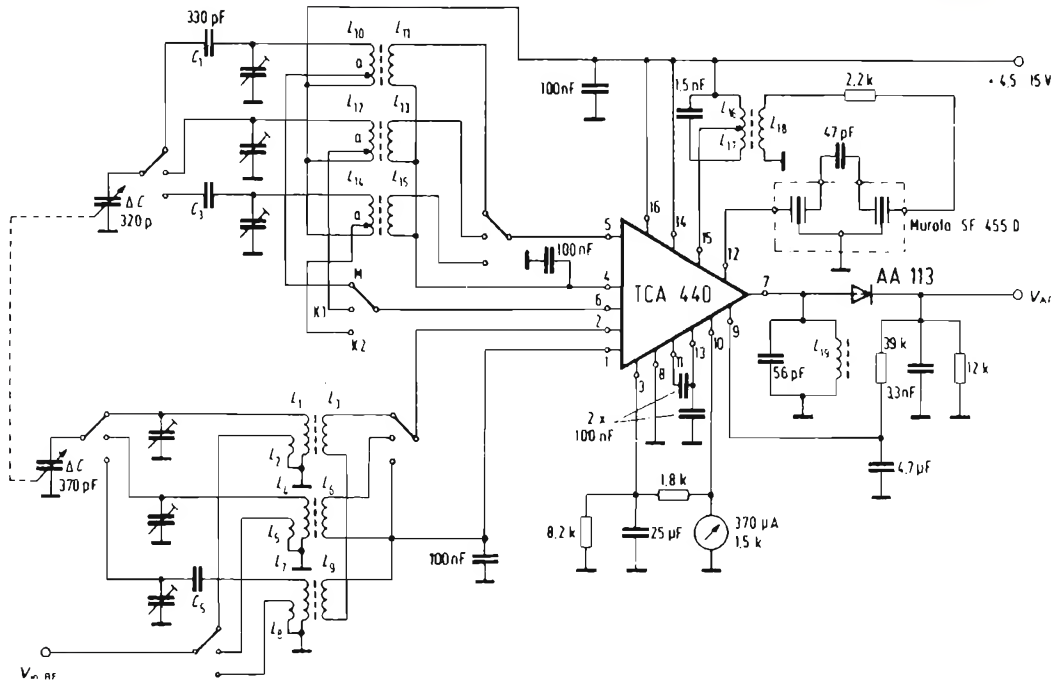 330 pF
C1
L10
L11
a
L12
L13
a
L14
L15
a
C3
ΔC
320 p
M
K1
K2
100 nF
1,5 nF
L16
L17
L18
2,2k
+ 4,5 15 V
47 pF
Murata SF 455 D
16
14
15
12
5
4
6
2
1
100 nF
TCA 440
7
AA 113
9
10
13
11
8
3
56 pF
L19
39 k
3,3 nF
12 k
4,7 µF
2 x
100 nF
1,8 k
8,2 k
25 µF
370 µA
1,5 k
ΔC
370 pF
L1
L3
L2
L4
L6
L5
L7
L9
L8
C5
100 nF